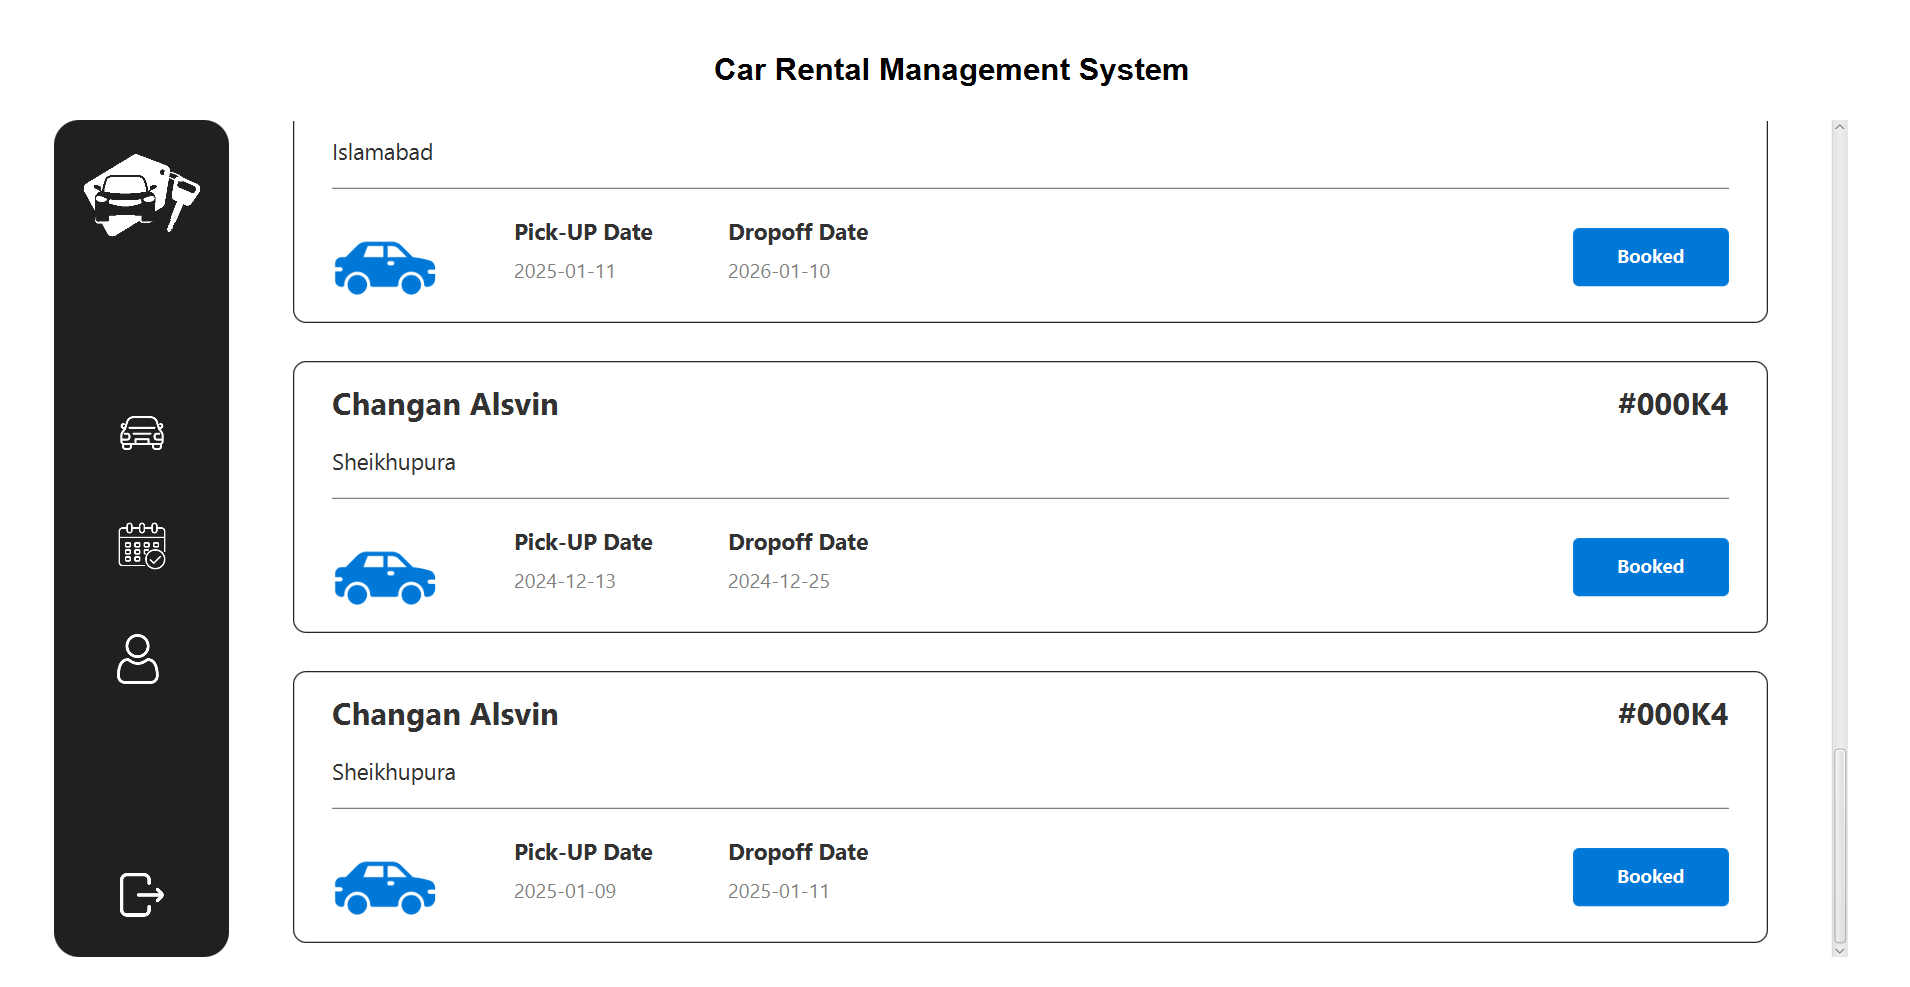 Car Rental Management System
Islamabad
Pick-UP Date Dropoff Date
2025-01-11 2026-01-10
Booked
Changan Alsvin #000K4
Sheikhupura
Pick-UP Date Dropoff Date
2024-12-13 2024-12-25
Booked
Changan Alsvin #000K4
Sheikhupura
Pick-UP Date Dropoff Date
2025-01-09 2025-01-11
Booked